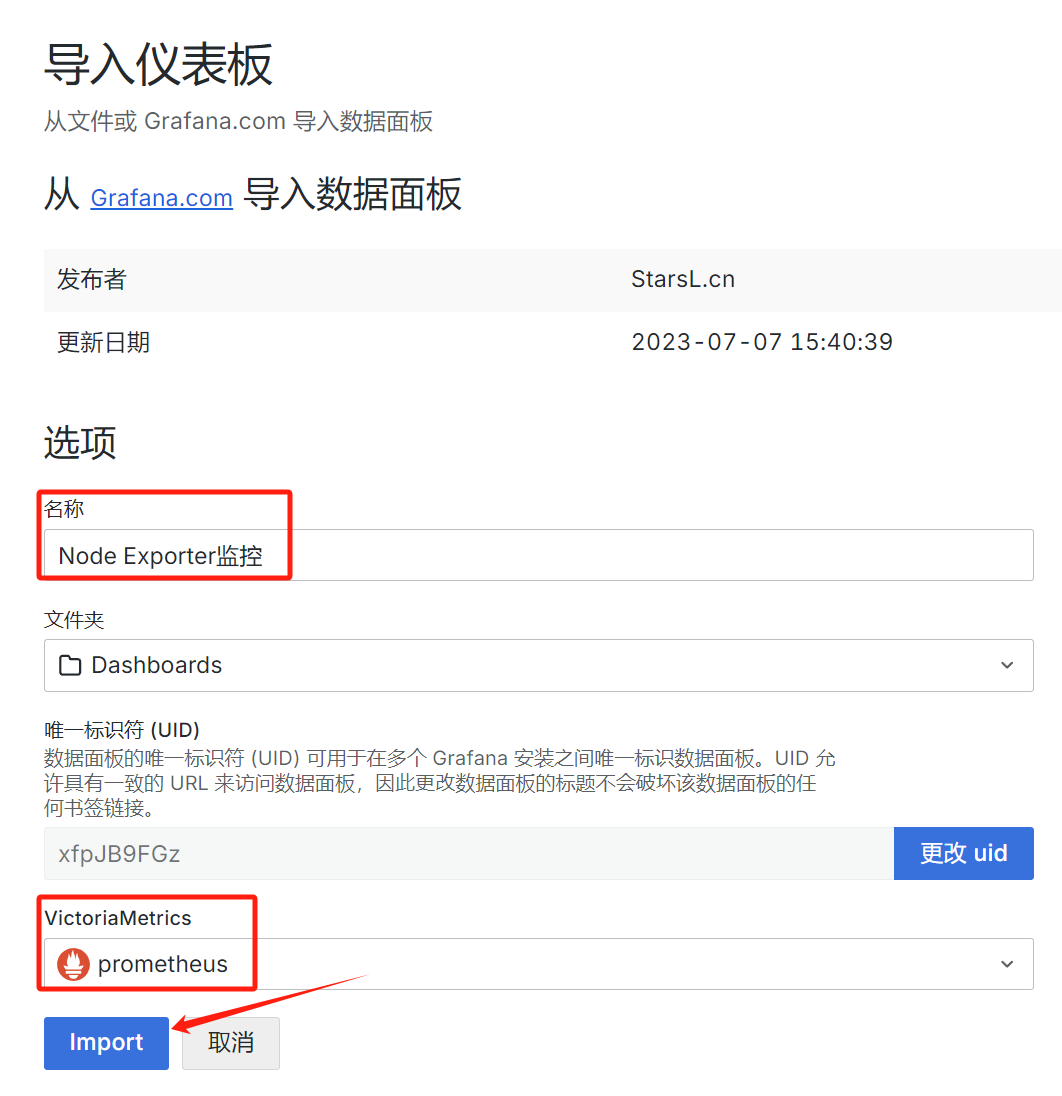 导入仪表板
从文件或 Grafana.com 导入数据面板
从 Grafana.com 导入数据面板
发布者 StarsL.cn
更新日期 2023-07-07 15:40:39
选项
名称
Node Exporter监控
文件夹
Dashboards
唯一标识符 (UID)
数据面板的唯一标识符 (UID) 可用于在多个 Grafana 安装之间唯一标识数据面板。UID 允
许具有一致的 URL 来访问数据面板，因此更改数据面板的标题不会破坏该数据面板的任
何书签链接。
xfpJB9FGz 更改 uid
VictoriaMetrics
prometheus
Import 取消